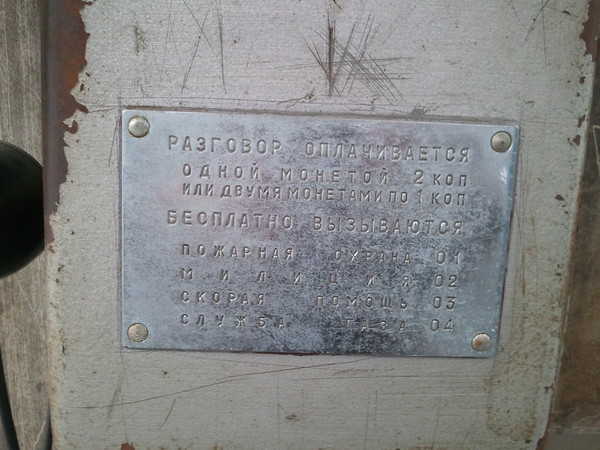 РАЗГОВОР ОПЛАЧИВАЕТСЯ
ОДНОЙ МОНЕТОЙ 2 КОП
ИЛИ ДВУМЯ МОНЕТАМИ ПО 1 КОП
БЕСПЛАТНО ВЫЗЫВАЮТСЯ
ПОЖАРНАЯ ОХРАНА 01
МИЛИЦИЯ 02
СКОРАЯ ПОМОЩЬ 03
СЛУЖБА ГАЗА 04